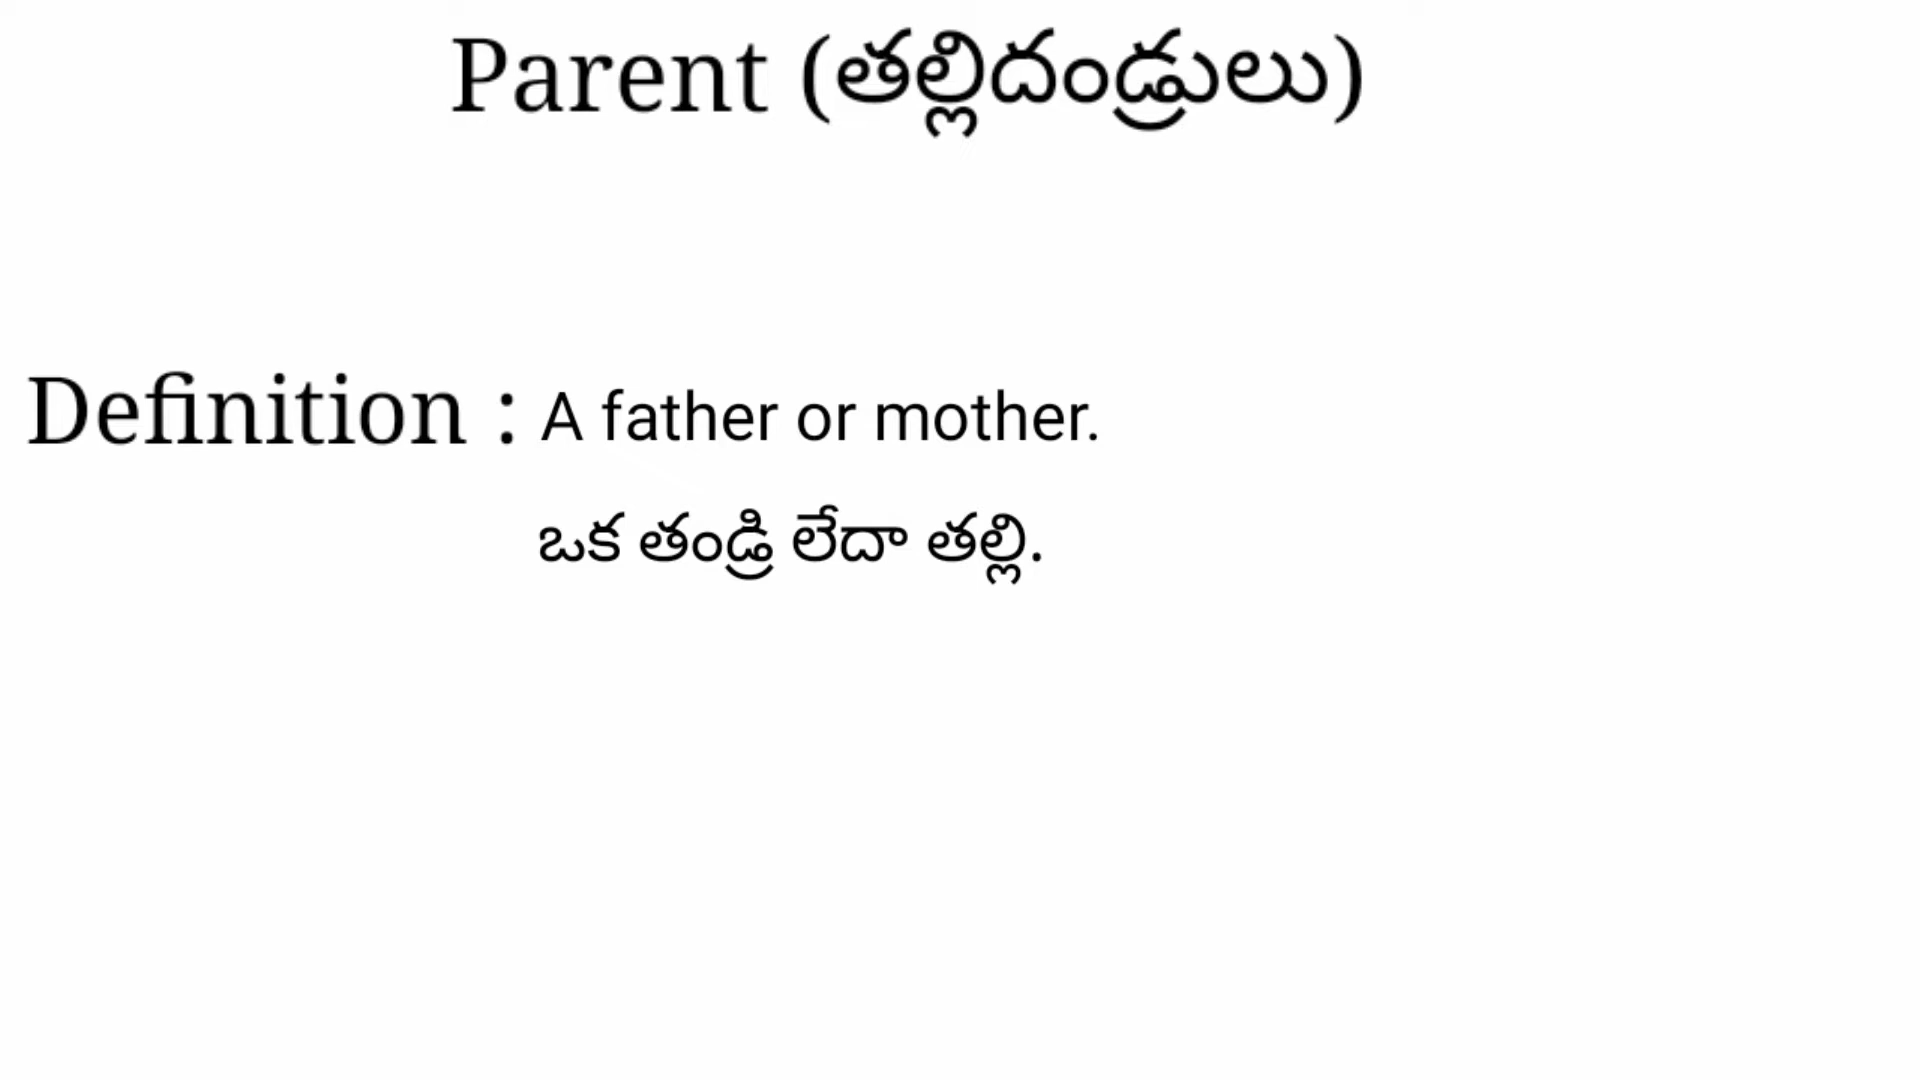 Parent (తల్లిదండ్రులు)
Definition : A father or mother.
ఒక తండ్రి లేదా తల్లి.